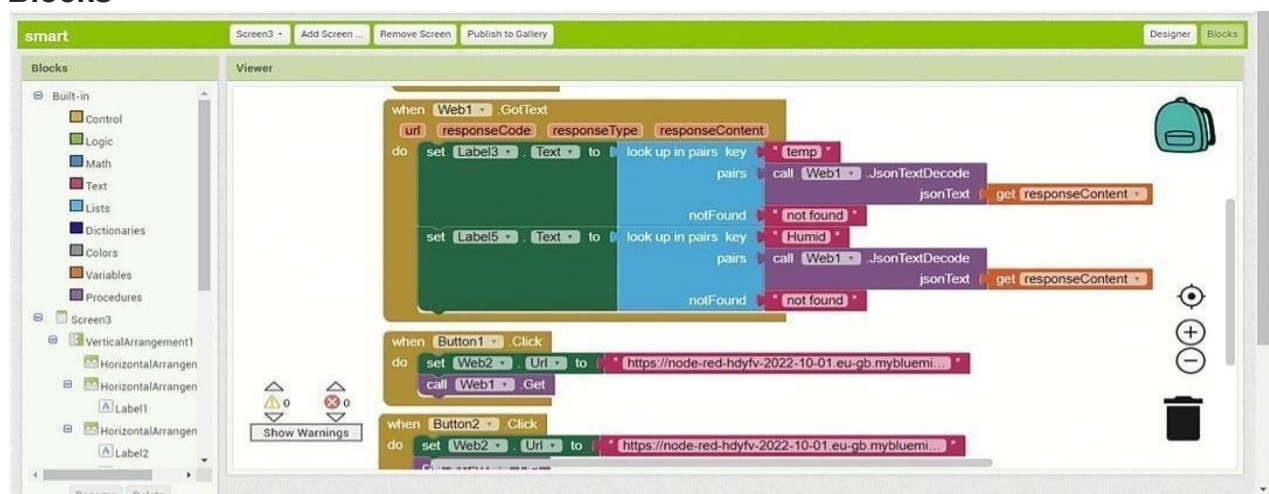 Blocks
smart
Screen3 Add Screen ... Remove Screen Publish to Gallery
Designer Blocks
Blocks
Viewer
Built-in
Control
Logic
Math
Text
Lists
Dictionaries
Colors
Variables
Procedures
Screen3
VerticalArrangement1
HorizontalArrangen
HorizontalArrangen
Label1
HorizontalArrangen
Label2
when Web1 .GotText
url responseCode responseType responseContent
do set Label3 . Text to look up in pairs key " temp "
pairs call Web1 .JsonTextDecode
jsonText get responseContent
notFound " not found "
set Label5 . Text to look up in pairs key " Humid "
pairs call Web1 .JsonTextDecode
jsonText get responseContent
notFound " not found "
when Button1 .Click
do set Web2 . Url to " https://node-red-hdyfv-2022-10-01.eu-gb.mybluemi... "
call Web1 .Get
when Button2 .Click
do set Web2 . Url to " https://node-red-hdyfv-2022-10-01.eu-gb.mybluemi... "
0 0
Show Warnings
Rename Delete